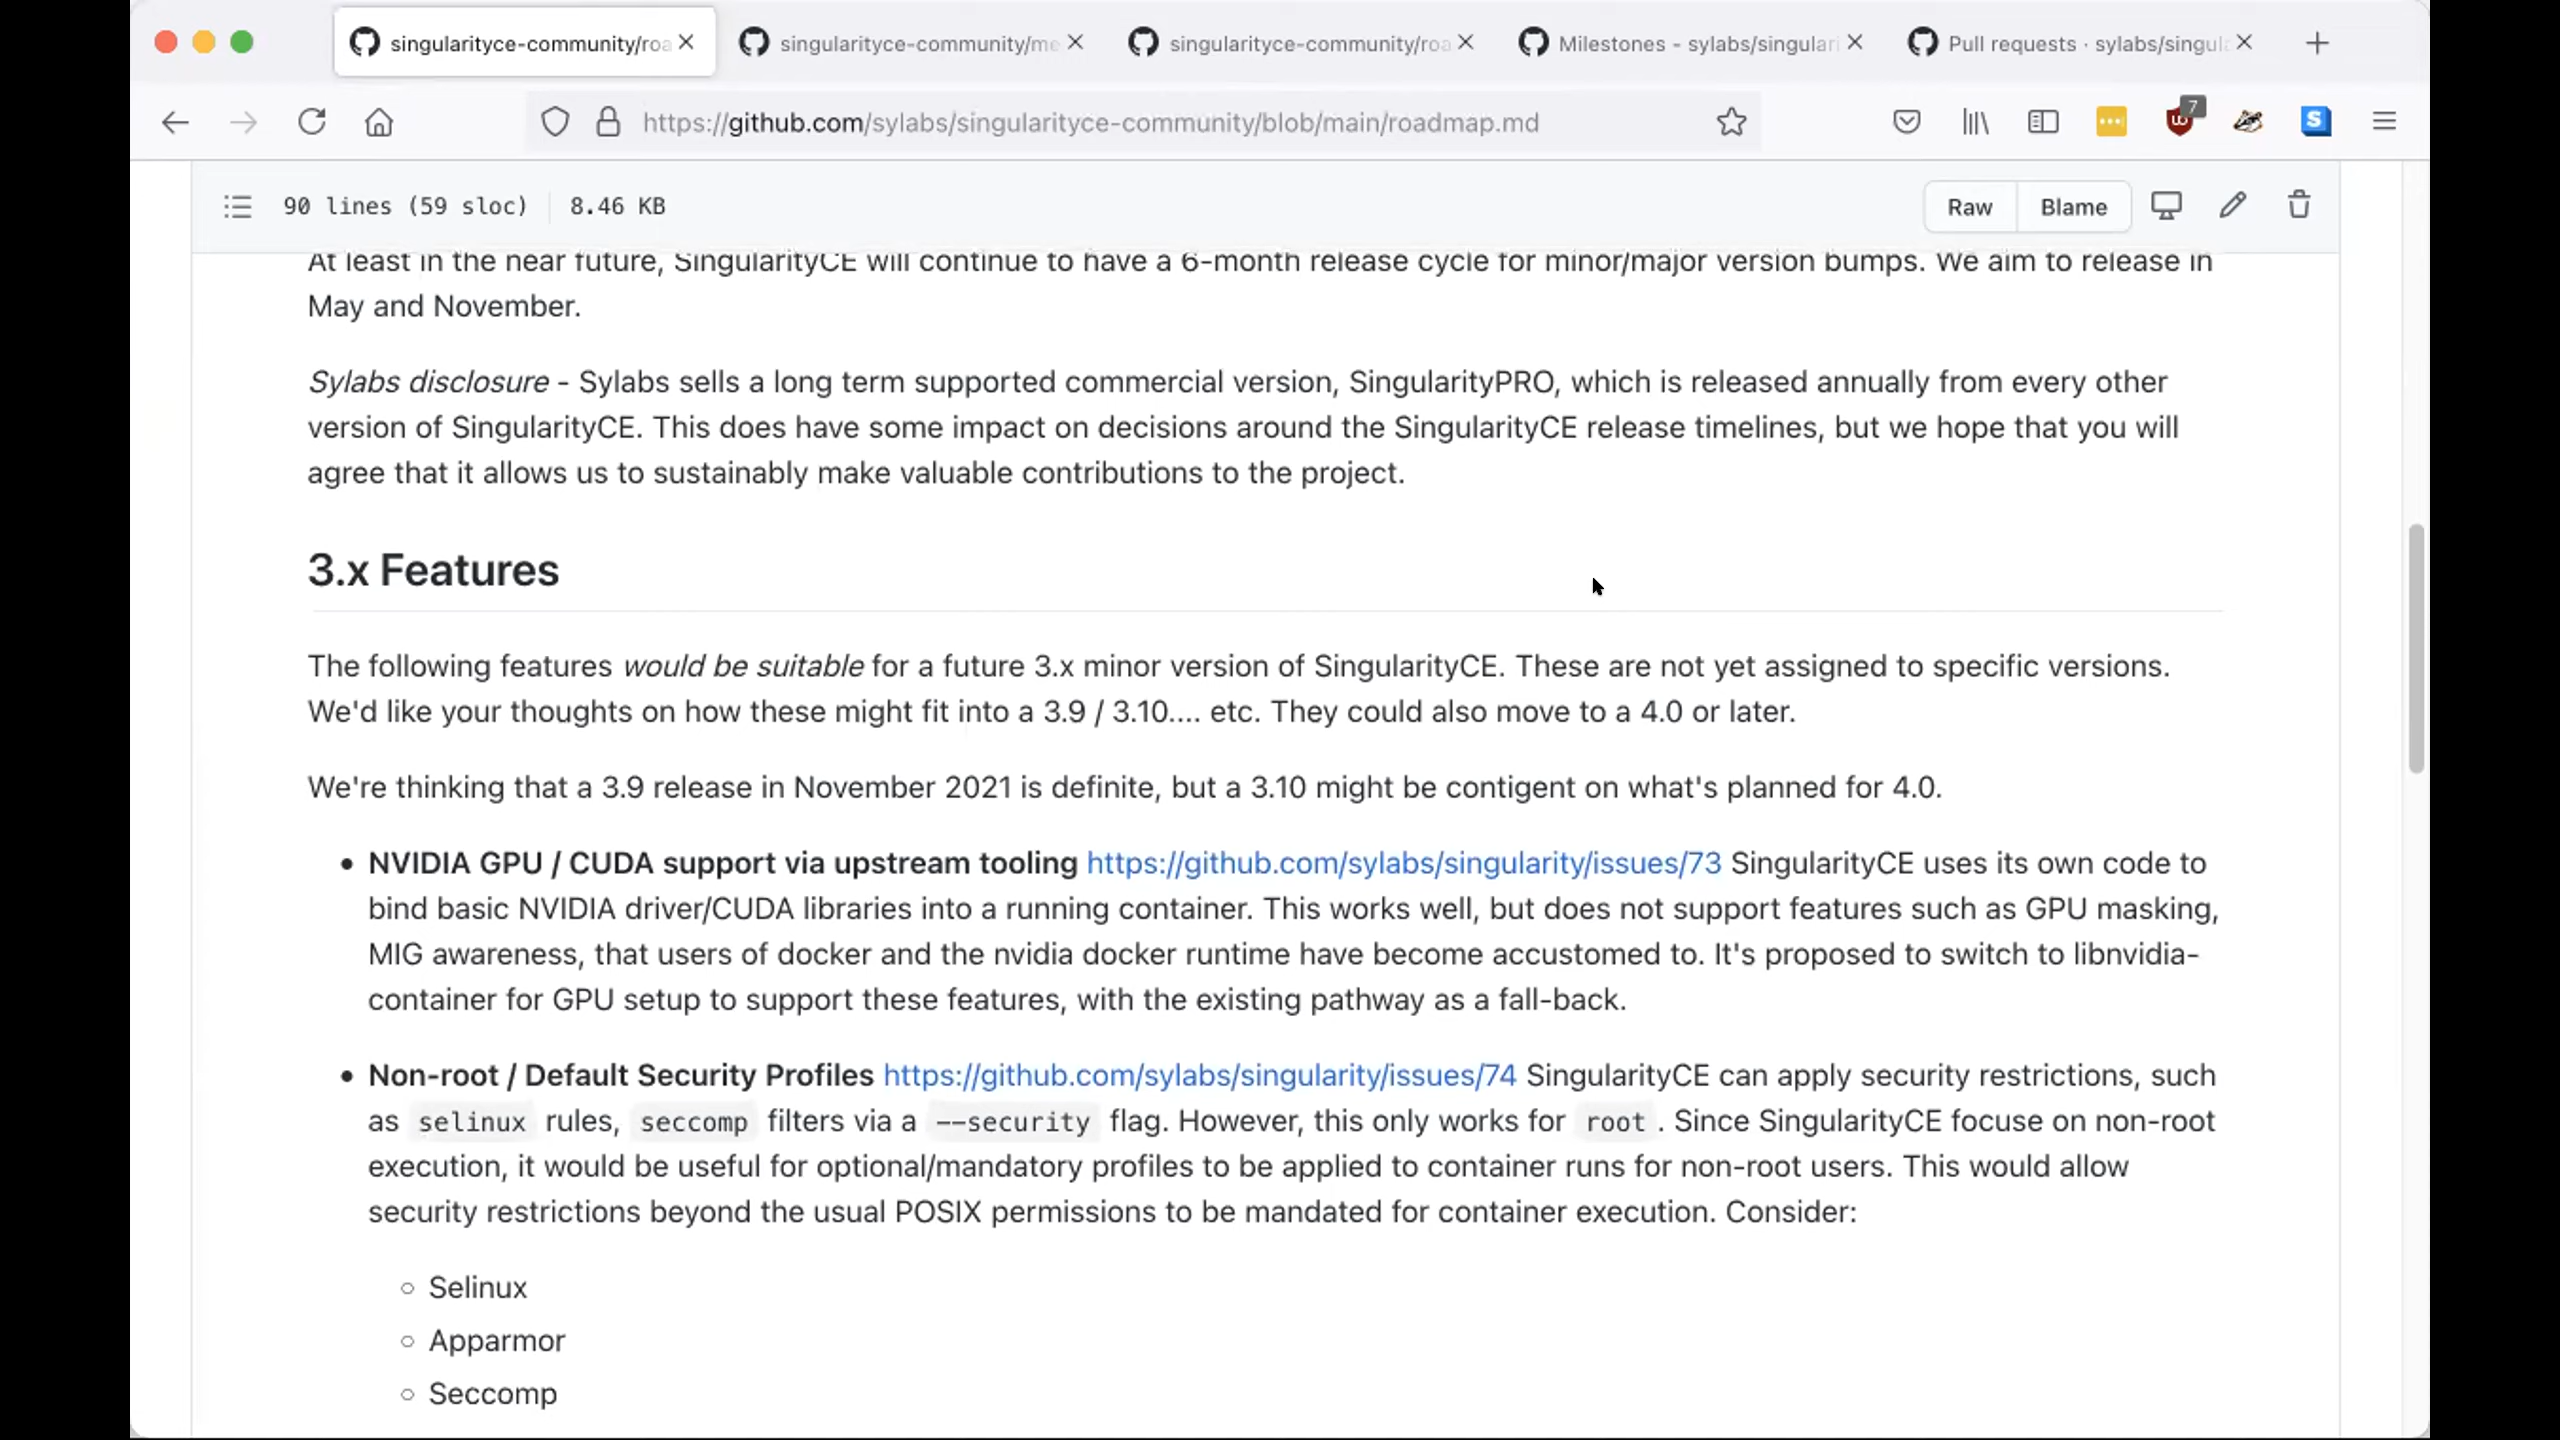 singularityce-community/roa
singularityce-community/me
singularityce-community/roa
Milestones - sylabs/singulari
Pull requests · sylabs/singula
https://github.com/sylabs/singularityce-community/blob/main/roadmap.md
7
S
90 lines (59 sloc)
8.46 KB
Raw
Blame
At least in the near future, SingularityCE will continue to have a 6-month release cycle for minor/major version bumps. We aim to release in
May and November.
Sylabs disclosure - Sylabs sells a long term supported commercial version, SingularityPRO, which is released annually from every other
version of SingularityCE. This does have some impact on decisions around the SingularityCE release timelines, but we hope that you will
agree that it allows us to sustainably make valuable contributions to the project.
3.x Features
The following features would be suitable for a future 3.x minor version of SingularityCE. These are not yet assigned to specific versions.
We'd like your thoughts on how these might fit into a 3.9 / 3.10.... etc. They could also move to a 4.0 or later.
We're thinking that a 3.9 release in November 2021 is definite, but a 3.10 might be contigent on what's planned for 4.0.
• NVIDIA GPU / CUDA support via upstream tooling https://github.com/sylabs/singularity/issues/73 SingularityCE uses its own code to
bind basic NVIDIA driver/CUDA libraries into a running container. This works well, but does not support features such as GPU masking,
MIG awareness, that users of docker and the nvidia docker runtime have become accustomed to. It's proposed to switch to libnvidia-
container for GPU setup to support these features, with the existing pathway as a fall-back.
• Non-root / Default Security Profiles https://github.com/sylabs/singularity/issues/74 SingularityCE can apply security restrictions, such
as selinux rules, seccomp filters via a --security flag. However, this only works for root . Since SingularityCE focuse on non-root
execution, it would be useful for optional/mandatory profiles to be applied to container runs for non-root users. This would allow
security restrictions beyond the usual POSIX permissions to be mandated for container execution. Consider:
○ Selinux
○ Apparmor
○ Seccomp